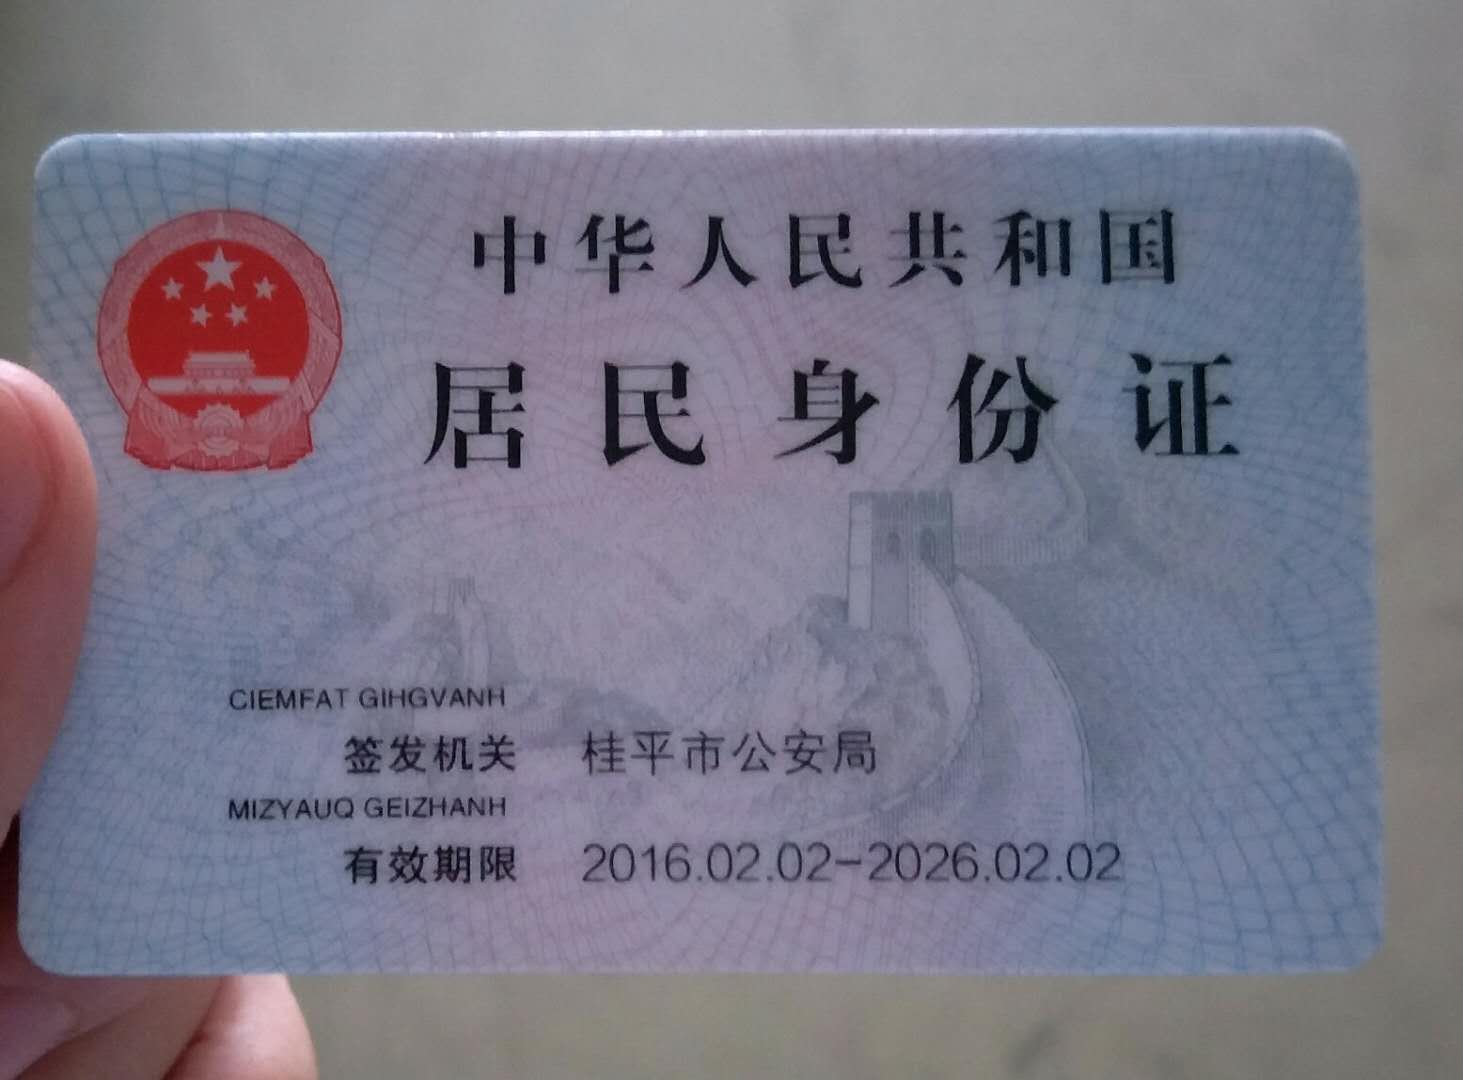 中华人民共和国
居民身份证
CIEMFAT GIHGVANH
签发机关 桂平市公安局
MIZYAUQ GEIZHANH
有效期限 2016.02.02-2026.02.02